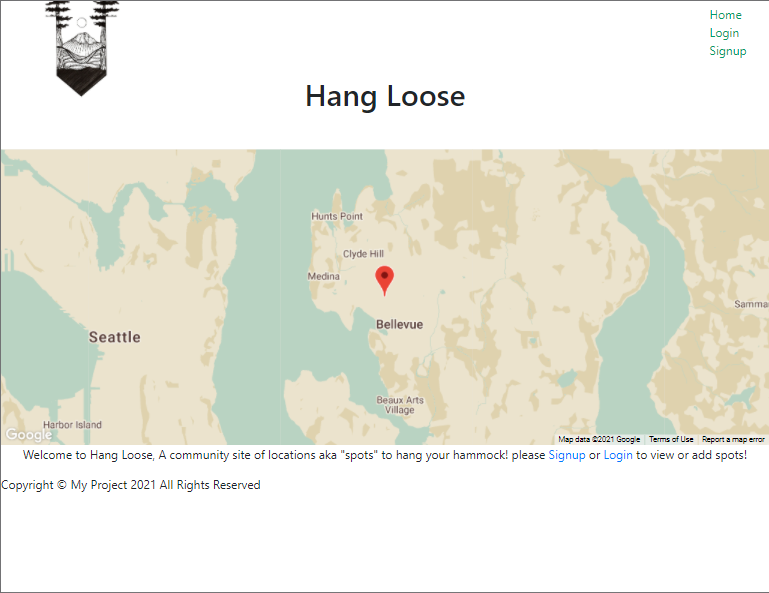 Home
Login
Signup
Hang Loose
Hunts Point
Clyde Hill
Medina
Samma
Bellevue
Seattle
Beaux Arts
Village
Harbor Island
Google
Map data ©2021 Google
Terms of Use
Report a map error
Welcome to Hang Loose, A community site of locations aka "spots" to hang your hammock! please Signup or Login to view or add spots!
Copyright © My Project 2021 All Rights Reserved